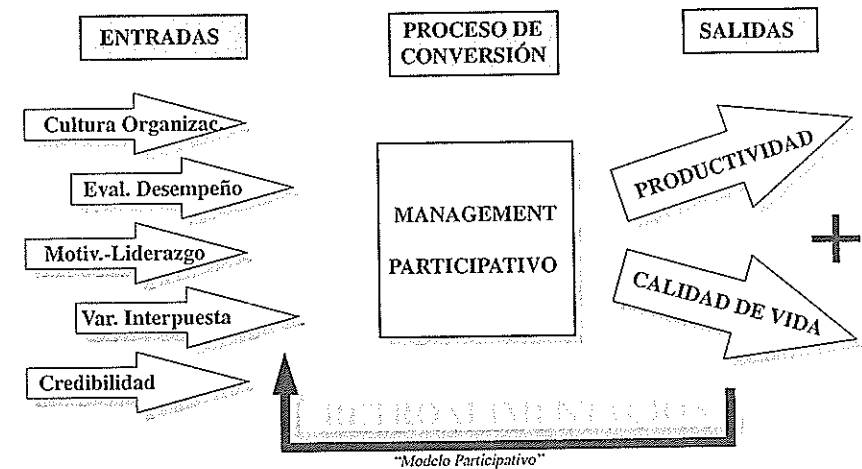 ENTRADAS
PROCESO DE
CONVERSIÓN
SALIDAS
Cultura Organizac.
Eval. Desempeño
Motiv.-Liderazgo
Var. Interpuesta
Credibilidad
MANAGEMENT
PARTICIPATIVO
PRODUCTIVIDAD
+
CALIDAD DE VIDA
RETROALIMENTACIÓN
"Modelo Participativo"